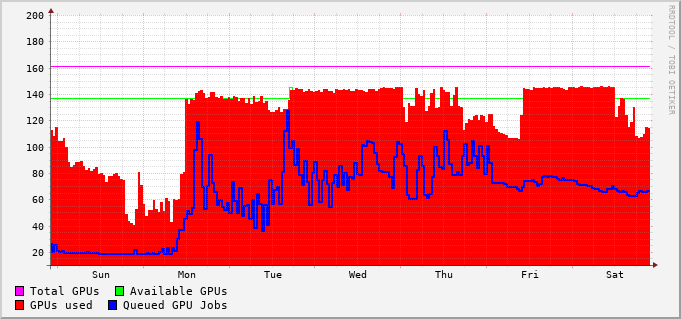 200
180
160
140
120
100
80
60
40
20
Sun Mon Tue Wed Thu Fri Sat
RRDTOOL / TOBI OETIKER
Total GPUs Available GPUs
GPUs used Queued GPU Jobs